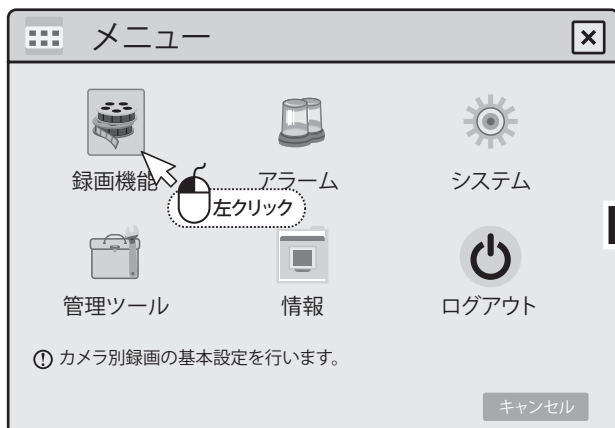 メニュー
録画機能
アラーム
システム
左クリック
管理ツール
情報
ログアウト
カメラ別録画の基本設定を行います。
キャンセル